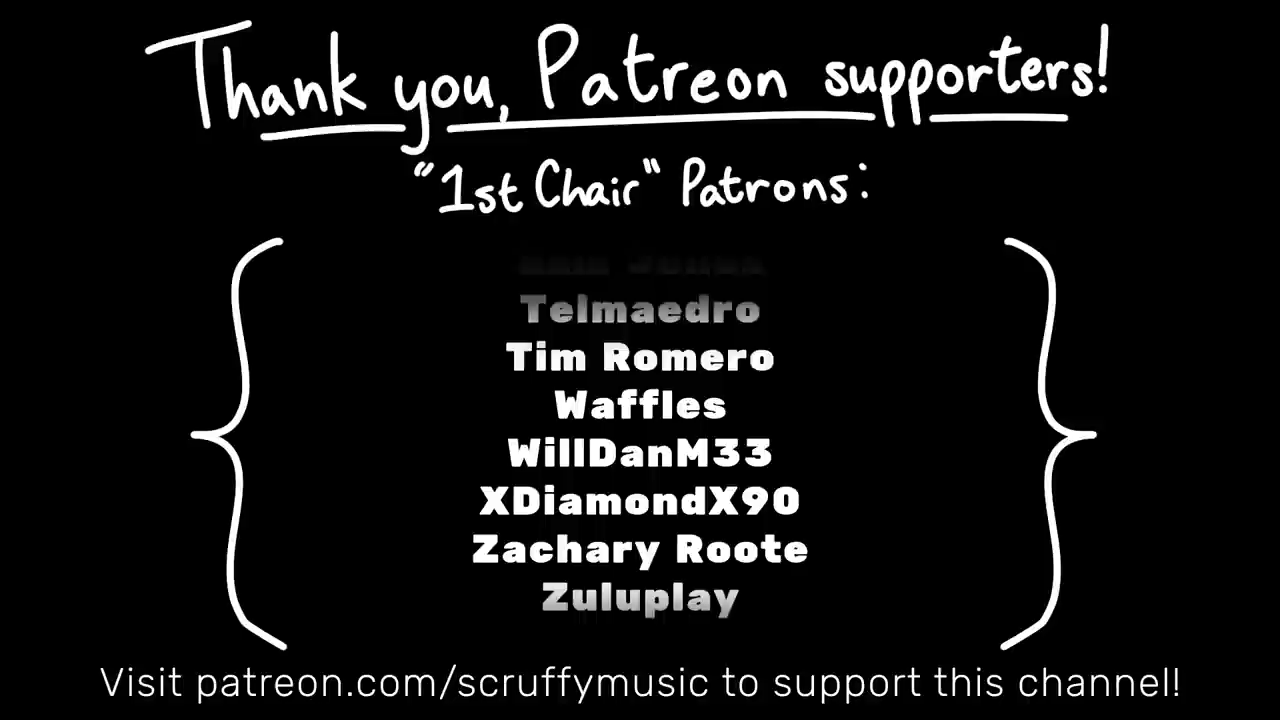 Thank you, Patreon supporters!
"1st Chair" Patrons:
Telmaedro
Tim Romero
Waffles
WillDanM33
XDiamondX90
Zachary Roote
Zuluplay
Visit patreon.com/scruffymusic to support this channel!